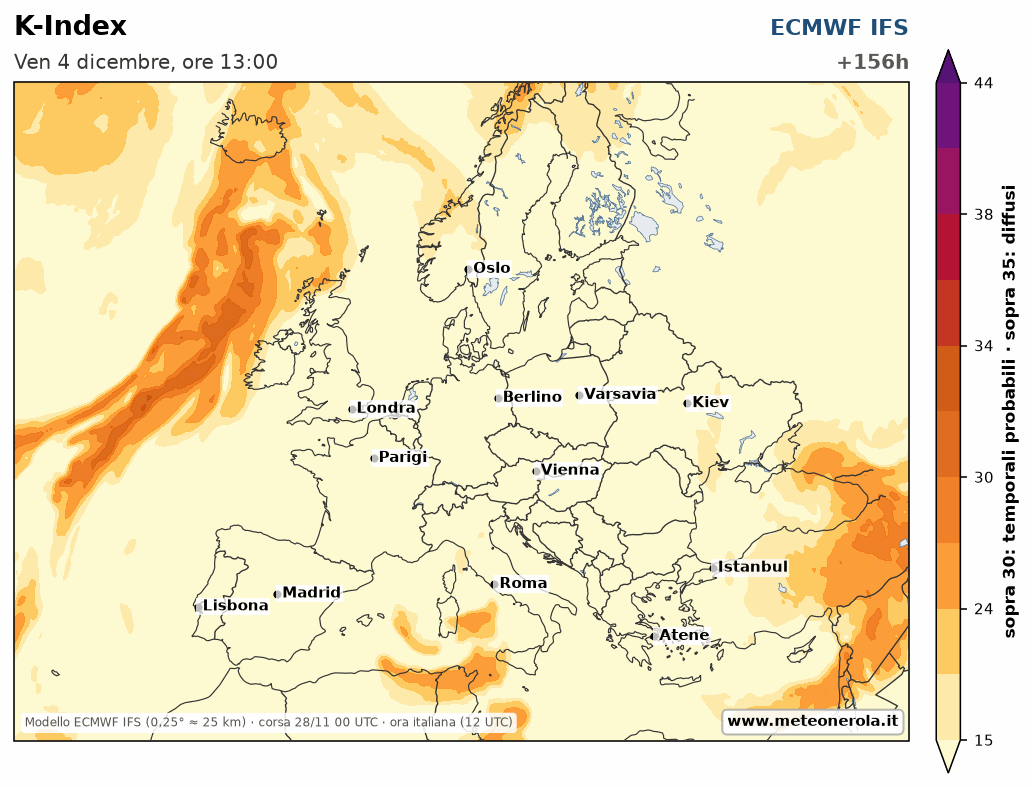 K-Index
ECMWF IFS
Ven 4 dicembre, ore 13:00
+156h
44
38
34
30
24
15
sopra 30: temporali probabili · sopra 35: diffusi
Oslo
Berlino
Varsavia
Kiev
Londra
Parigi
Vienna
Istanbul
Roma
Madrid
Lisbona
Atene
Modello ECMWF IFS (0,25° ≈ 25 km) · corsa 28/11 00 UTC · ora italiana (12 UTC)
www.meteonerola.it